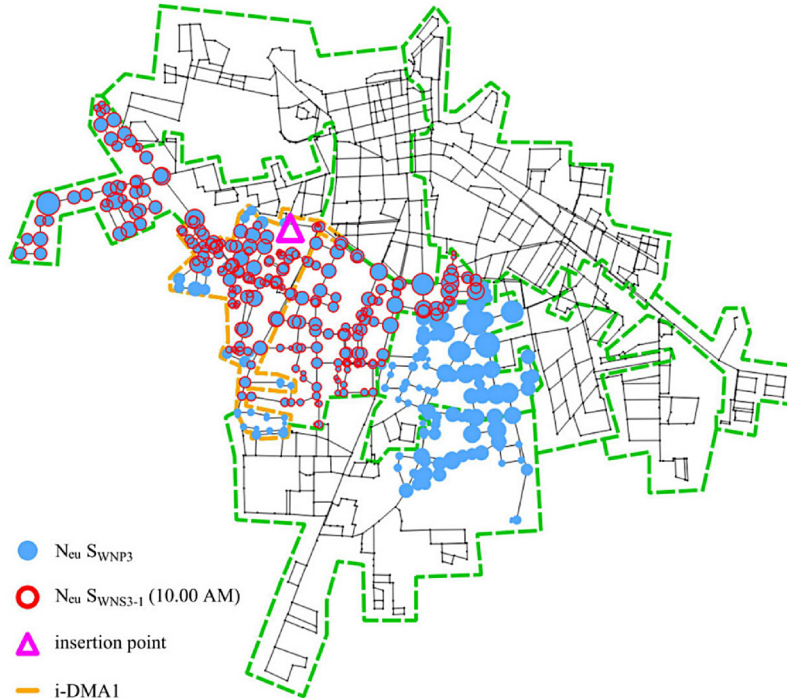 Neu SWNP3
Neu SWNS3-1 (10.00 AM)
insertion point
i-DMA1